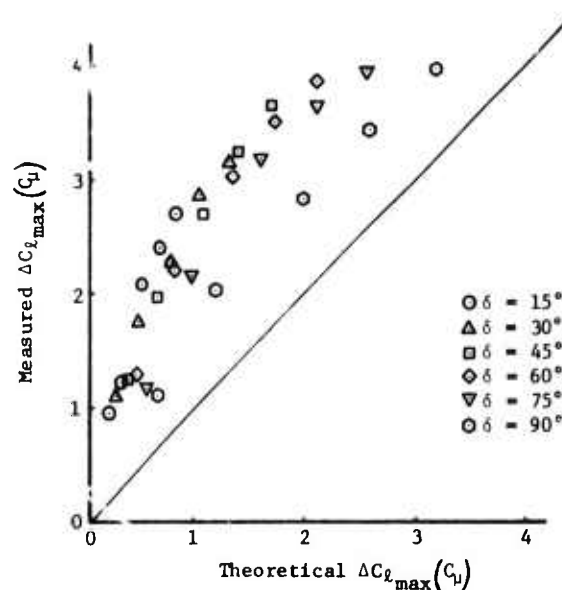 4
3
2
1
0
Measured ΔCℓmax(Cμ)
δ = 15°
δ = 30°
δ = 45°
δ = 60°
δ = 75°
δ = 90°
0 1 2 3 4
Theoretical ΔCℓmax(Cμ)